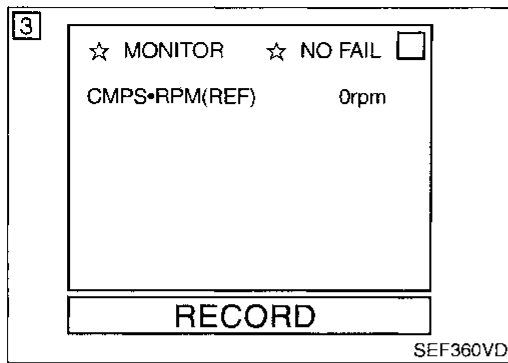 3
☆ MONITOR ☆ NO FAIL
CMPS•RPM(REF) 0rpm
RECORD
SEF360VD